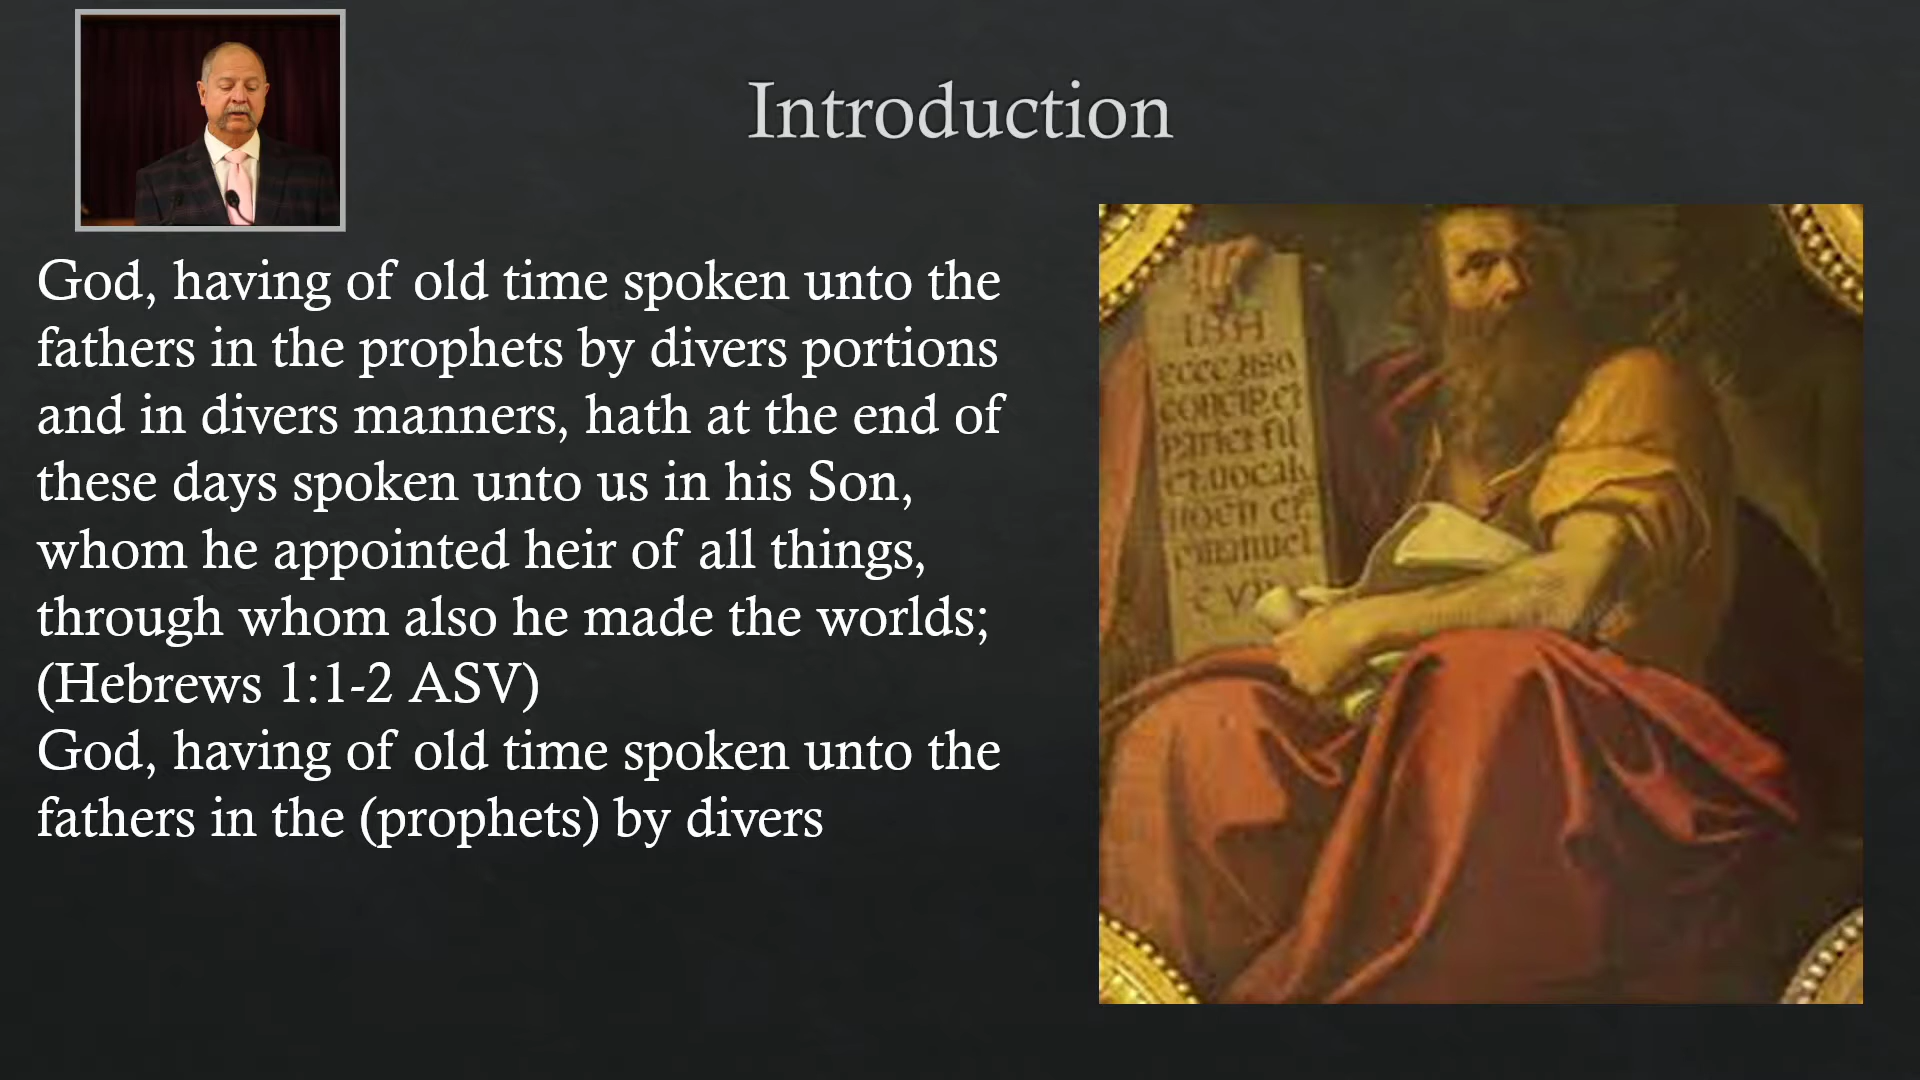 Introduction
God, having of old time spoken unto the
fathers in the prophets by divers portions
and in divers manners, hath at the end of
these days spoken unto us in his Son,
whom he appointed heir of all things,
through whom also he made the worlds;
(Hebrews 1:1-2 ASV)
God, having of old time spoken unto the
fathers in the (prophets) by divers